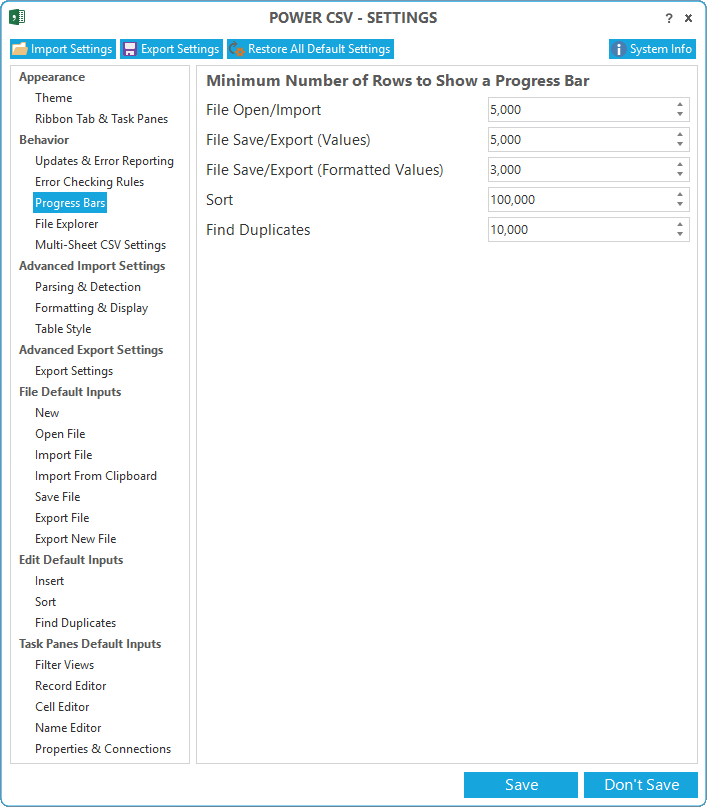 POWER CSV - SETTINGS
? x
Import Settings Export Settings Restore All Default Settings System Info
Appearance
Theme
Ribbon Tab & Task Panes
Behavior
Updates & Error Reporting
Error Checking Rules
Progress Bars
File Explorer
Multi-Sheet CSV Settings
Advanced Import Settings
Parsing & Detection
Formatting & Display
Table Style
Advanced Export Settings
Export Settings
File Default Inputs
New
Open File
Import File
Import From Clipboard
Save File
Export File
Export New File
Edit Default Inputs
Insert
Sort
Find Duplicates
Task Panes Default Inputs
Filter Views
Record Editor
Cell Editor
Name Editor
Properties & Connections
Minimum Number of Rows to Show a Progress Bar
File Open/Import 5,000
File Save/Export (Values) 5,000
File Save/Export (Formatted Values) 3,000
Sort 100,000
Find Duplicates 10,000
Save Don't Save